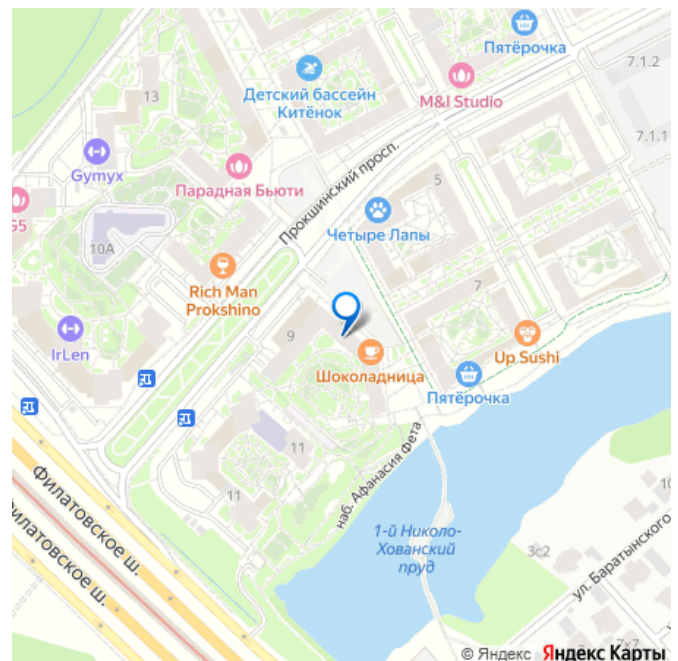 Пятёрочка
7.1.2
Детский бассейн
Китёнок
M&I Studio
13
7.1.1
Gymyx
Парадная Бьюти
Прокшинский просп.
5
G5
Четыре Лапы
10А
Rich Man
Prokshino
9
7
IrLen
Шоколадница
Up Sushi
Пятёрочка
11
11
наб. Афанасия Фета
Филатовское ш.
Филатовское ш.
1-й Николо-
Хованский
пруд
3с2
ул. Баратынского
7к7
© Яндекс Яндекс Карты